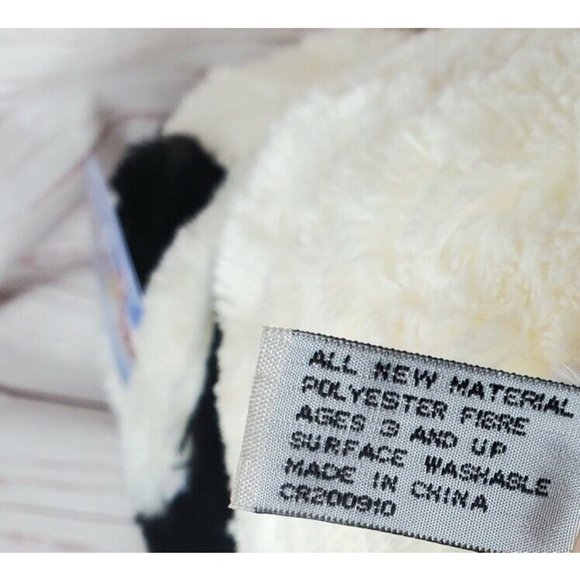 ALL NEW MATERIAL
POLYESTER FIBRE
AGES 3 AND UP
SURFACE WASHABLE
MADE IN CHINA
CR200910